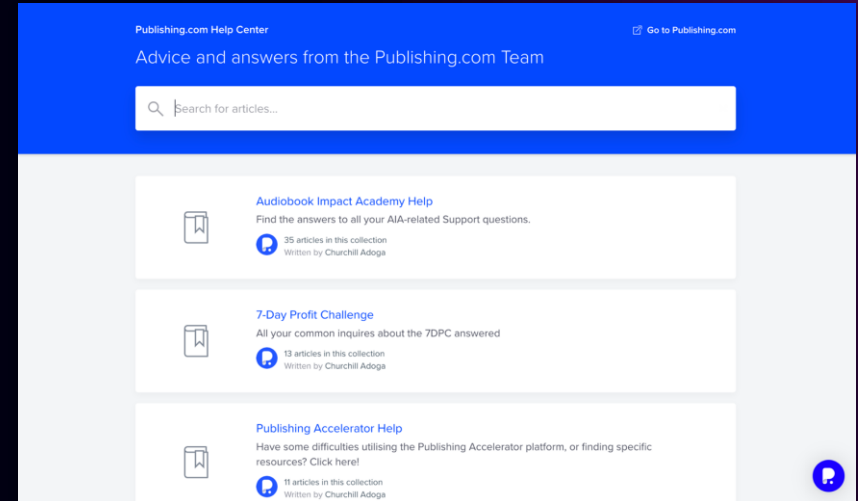 Publishing.com Help Center
Go to Publishing.com
Advice and answers from the Publishing.com Team
Search for articles...
Audiobook Impact Academy Help
Find the answers to all your AIA-related Support questions.
35 articles in this collection
Written by Churchill Adoga
7-Day Profit Challenge
All your common inquires about the 7DPC answered
13 articles in this collection
Written by Churchill Adoga
Publishing Accelerator Help
Have some difficulties utilising the Publishing Accelerator platform, or finding specific
resources? Click here!
11 articles in this collection
Written by Churchill Adoga